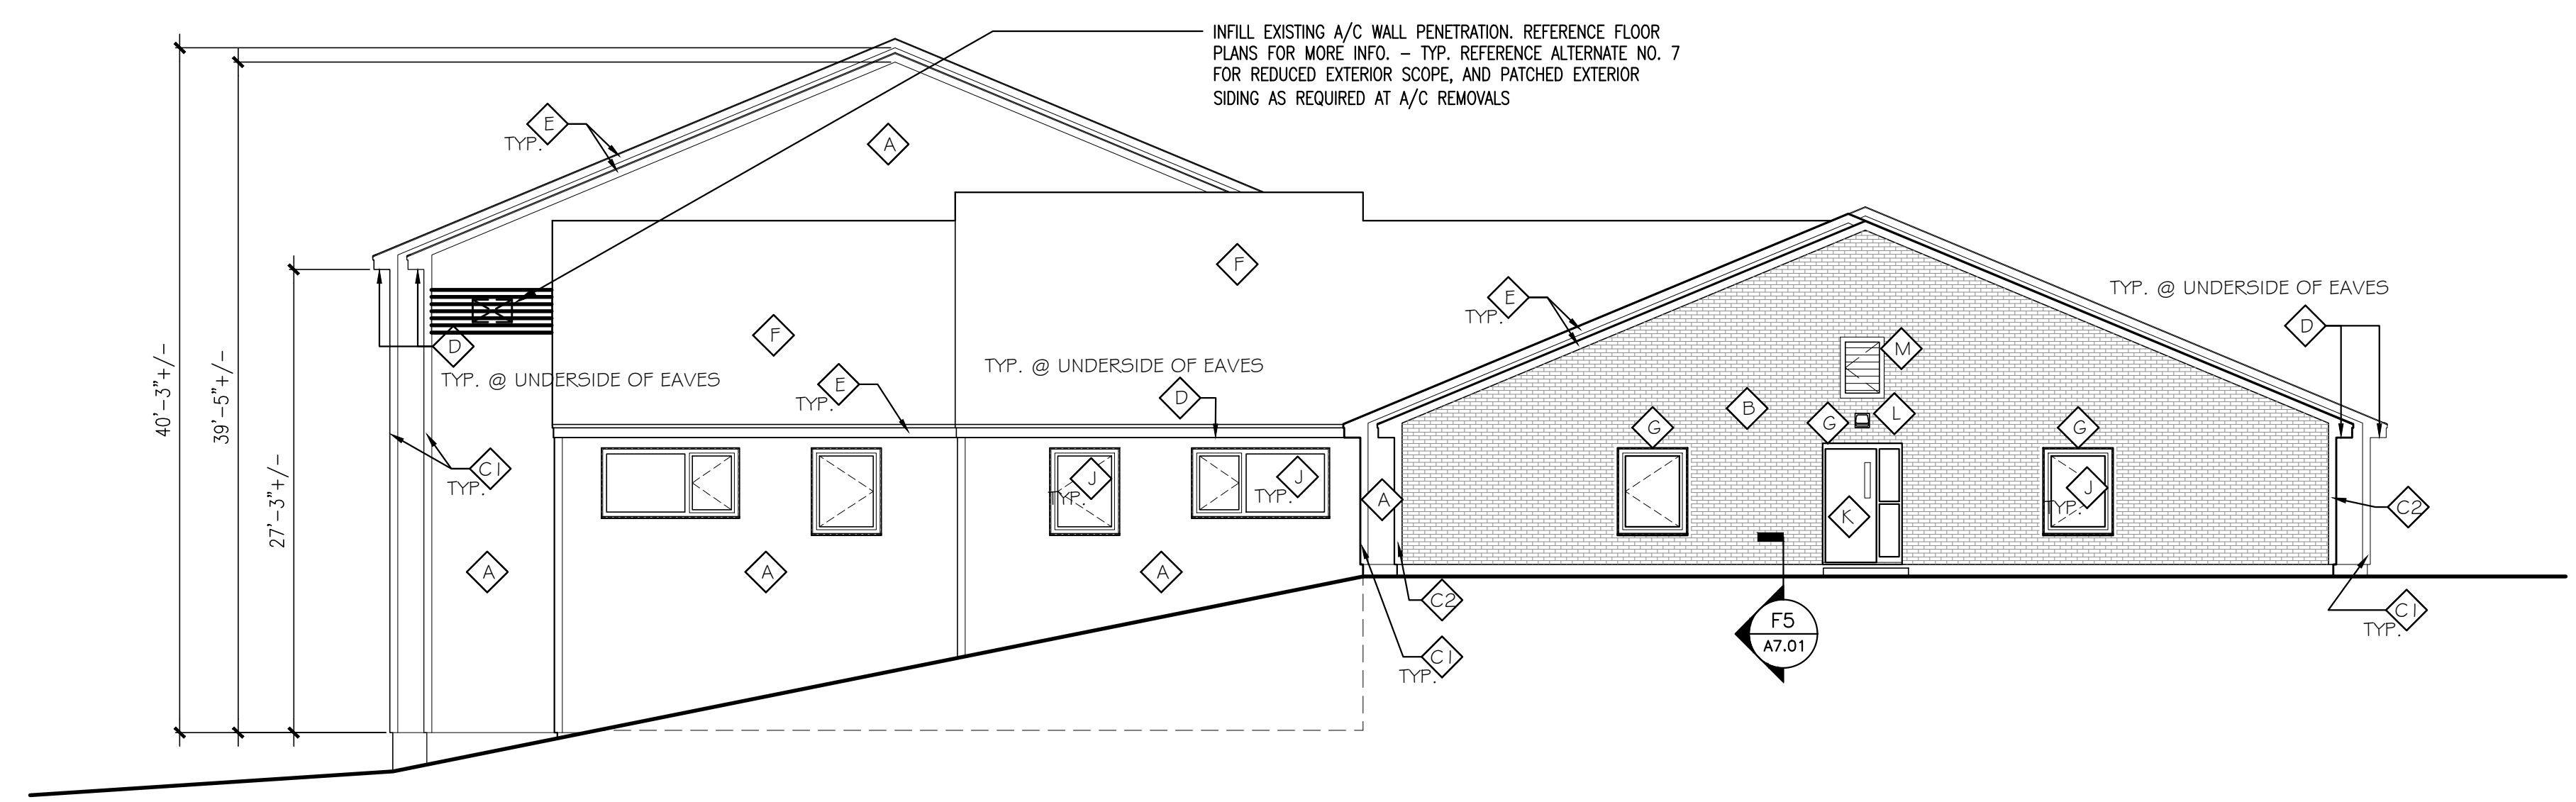 INFILL EXISTING A/C WALL PENETRATION. REFERENCE FLOOR
PLANS FOR MORE INFO. – TYP. REFERENCE ALTERNATE NO. 7
FOR REDUCED EXTERIOR SCOPE, AND PATCHED EXTERIOR
SIDING AS REQUIRED AT A/C REMOVALS
E
TYP.
A
40'-3"+/-
39'-5"+/-
27'-3"+/-
F
F
D
TYP. @ UNDERSIDE OF EAVES
E
TYP.
TYP. @ UNDERSIDE OF EAVES
D
E
TYP.
TYP. @ UNDERSIDE OF EAVES
D
M
B
G
G
L
G
C1
TYP.
J
TYP.
J
TYP.
A
K
J
TYP.
C2
A
A
A
C2
C1
TYP.
F5
A7.01
C1
TYP.